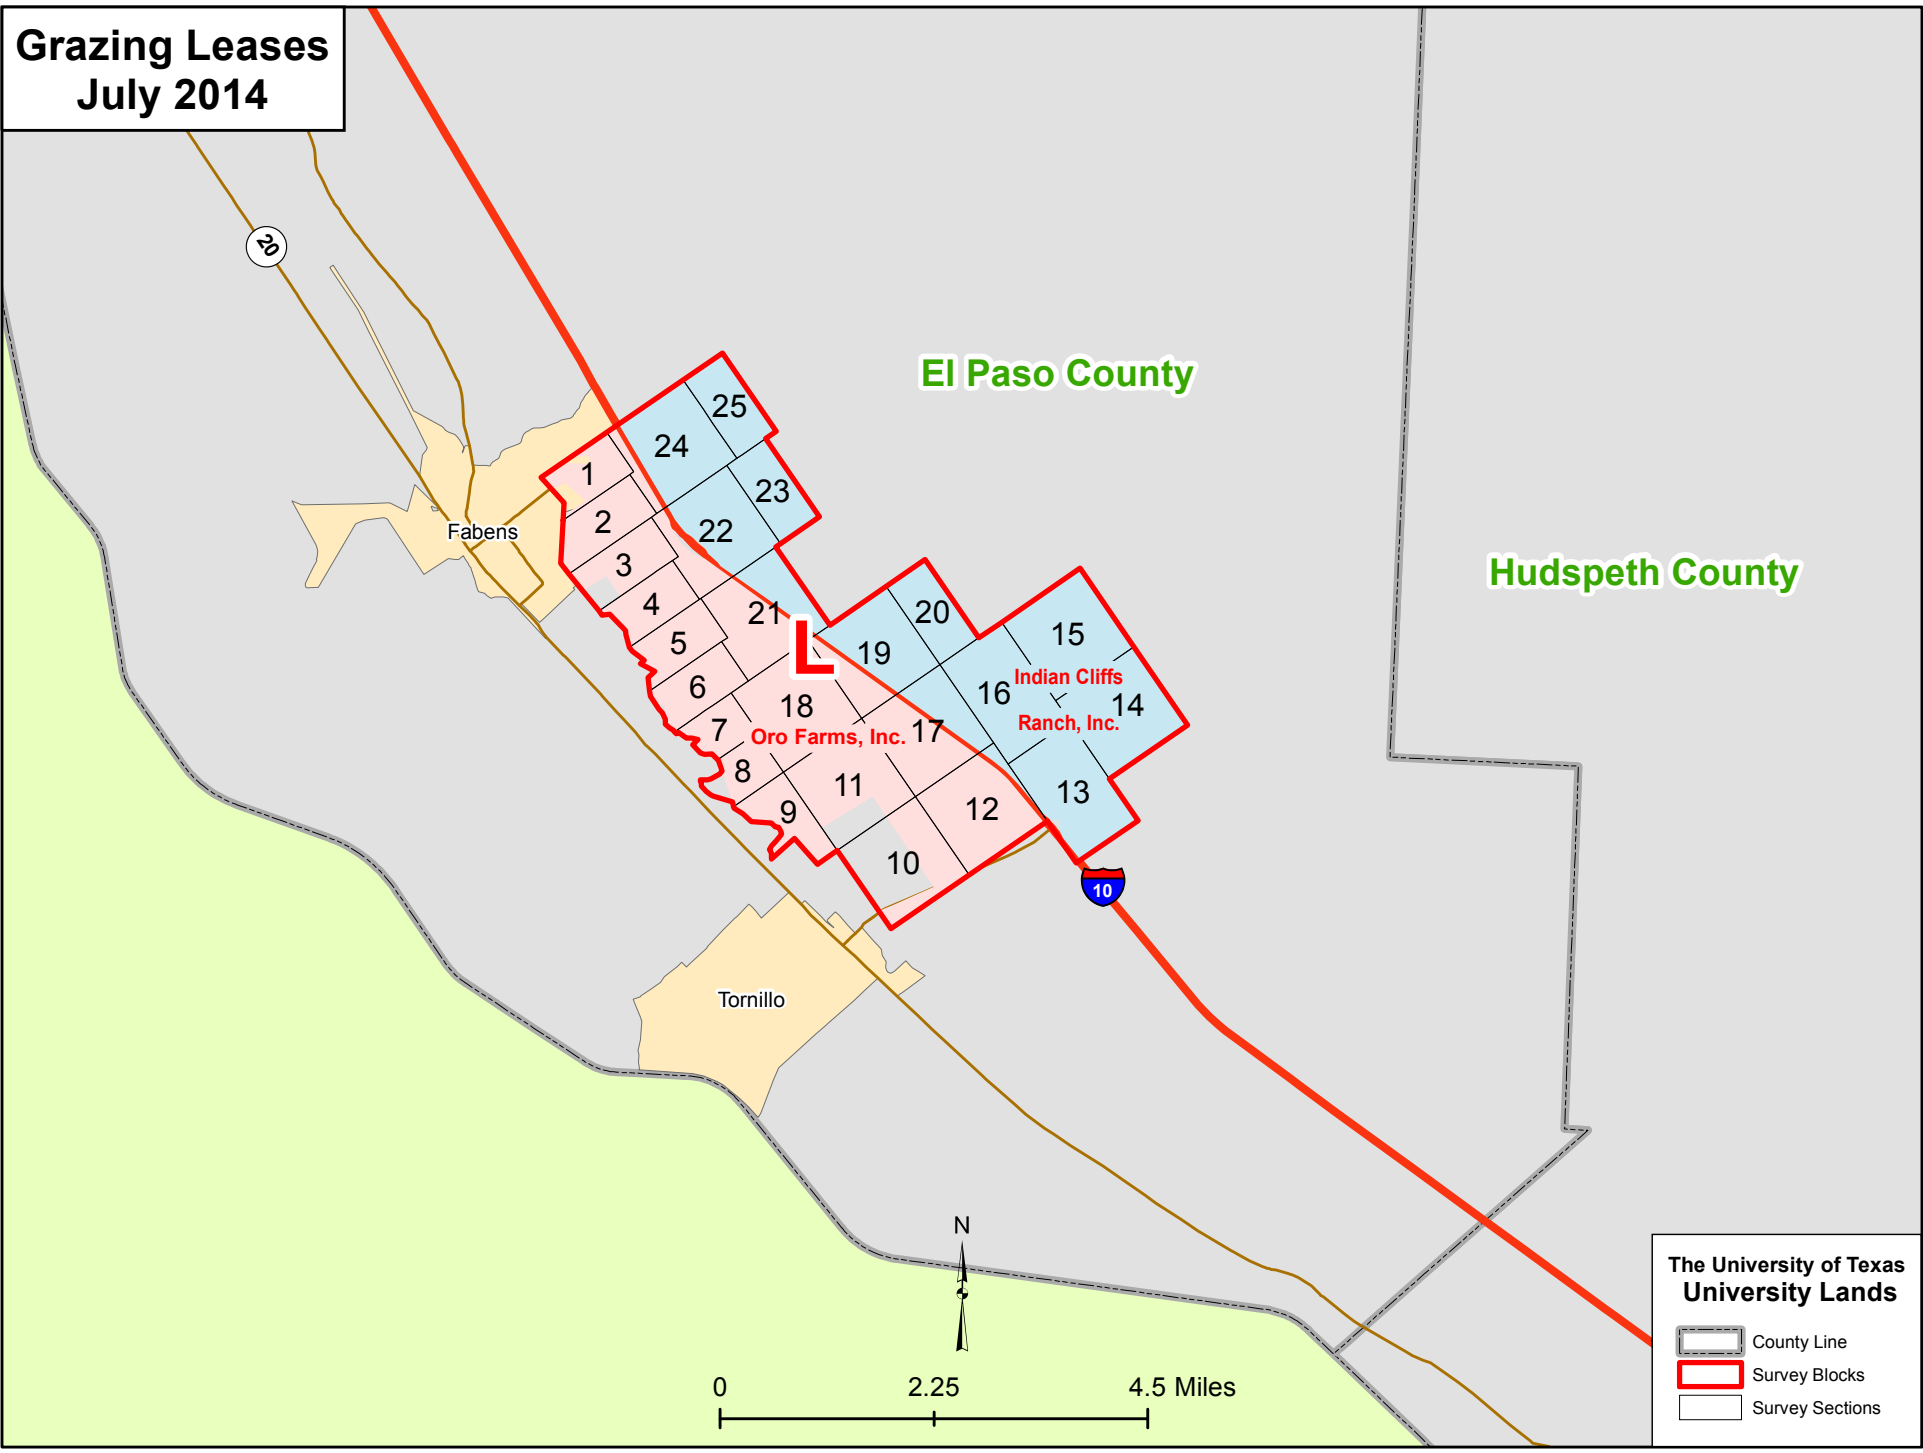 Grazing Leases
July 2014
20
El Paso County
25
24
1
23
2
22
Fabens
3
Hudspeth County
4
21
20
5
15
L
19
6
Indian Cliffs
16
14
18
7
Ranch, Inc.
17
Oro Farms, Inc.
8
11
13
9
12
10
10
Tornillo
N
0
2.25
4.5 Miles
The University of Texas
University Lands
County Line
Survey Blocks
Survey Sections